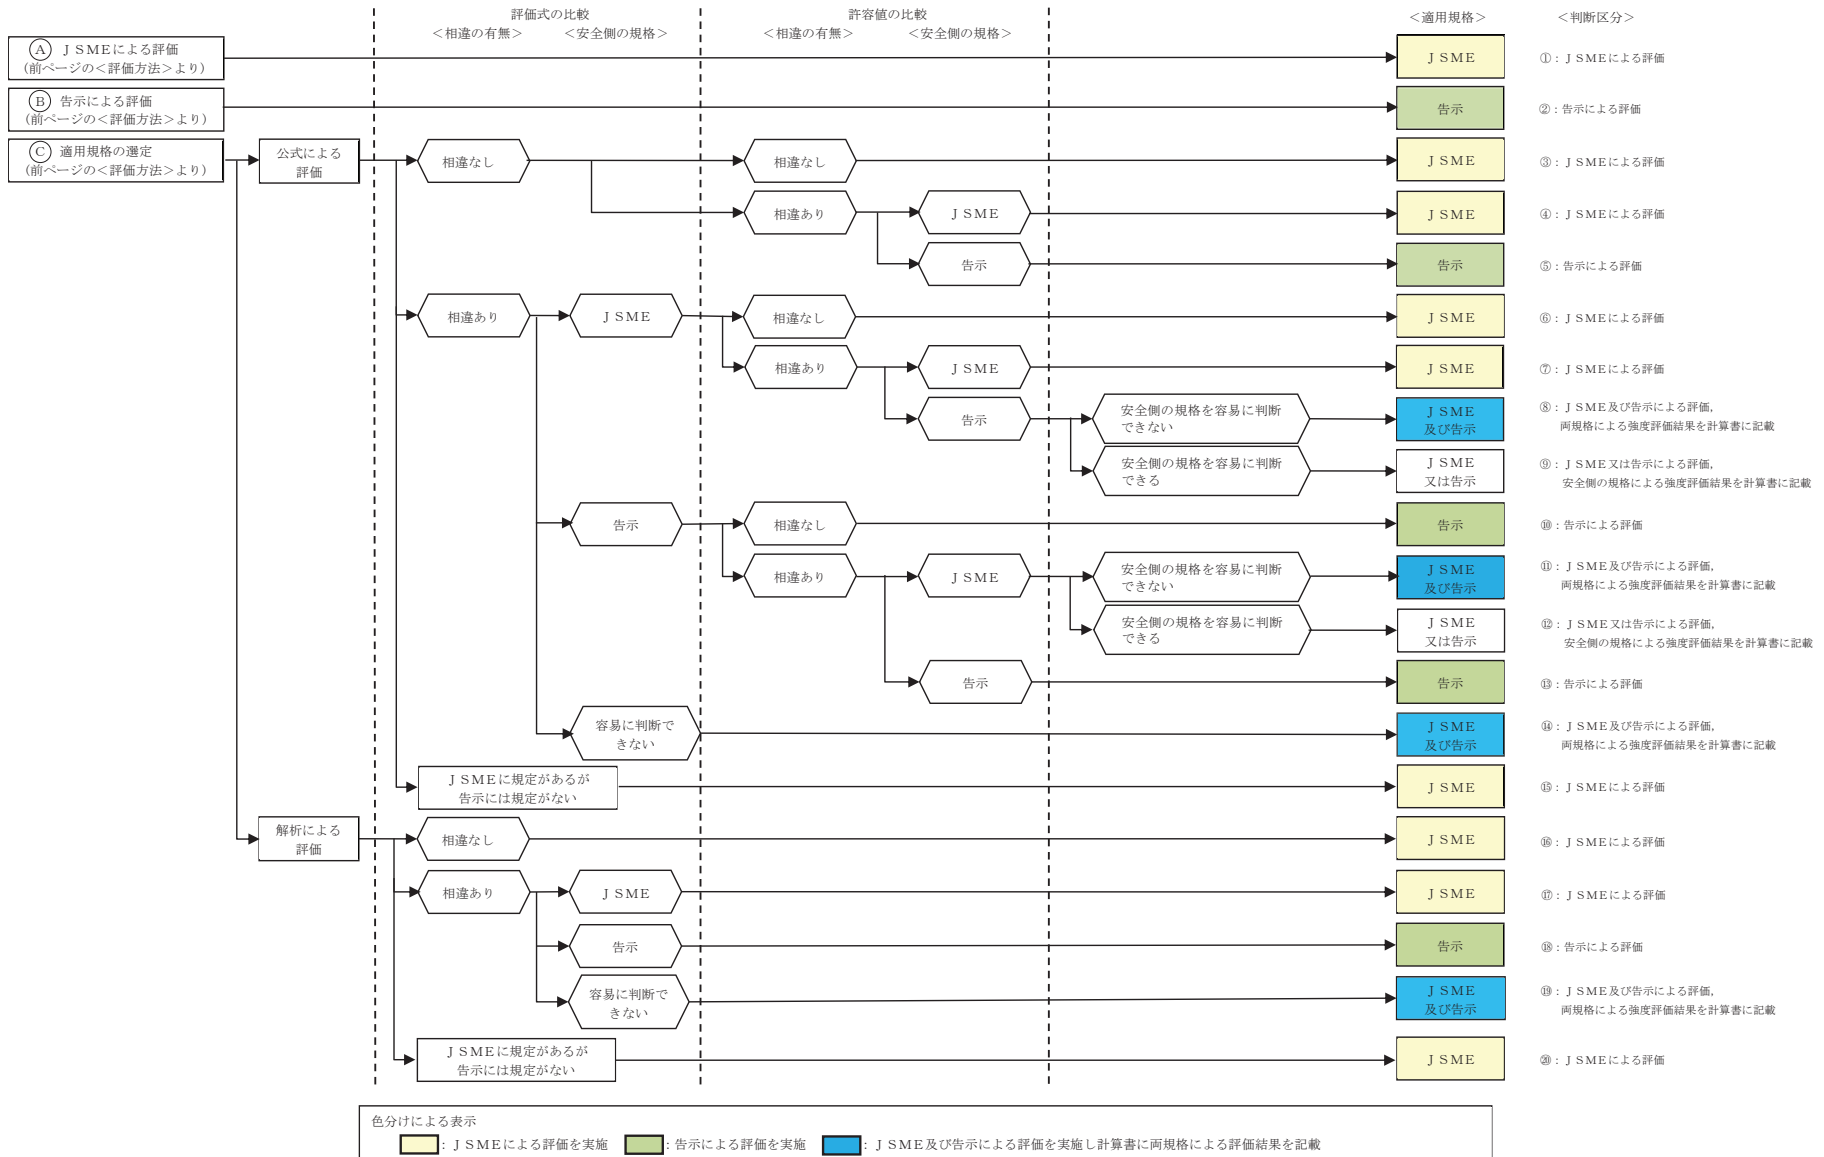 評価式の比較
許容値の比較
＜相違の有無＞
＜安全側の規格＞
＜相違の有無＞
＜安全側の規格＞
＜適用規格＞
＜判断区分＞
Ⓐ ＪＳＭＥによる評価
（前ページの＜評価方法＞より）
ＪＳＭＥ
①：ＪＳＭＥによる評価
Ⓑ 告示による評価
（前ページの＜評価方法＞より）
告示
②：告示による評価
Ⓒ 適用規格の選定
（前ページの＜評価方法＞より）
公式による
評価
相違なし
相違なし
ＪＳＭＥ
③：ＪＳＭＥによる評価
相違あり
ＪＳＭＥ
ＪＳＭＥ
④：ＪＳＭＥによる評価
告示
告示
⑤：告示による評価
相違あり
ＪＳＭＥ
相違なし
ＪＳＭＥ
⑥：ＪＳＭＥによる評価
相違あり
ＪＳＭＥ
ＪＳＭＥ
⑦：ＪＳＭＥによる評価
告示
安全側の規格を容易に判断
できない
ＪＳＭＥ
及び告示
⑧：ＪＳＭＥ及び告示による評価，
両規格による強度評価結果を計算書に記載
安全側の規格を容易に判断
できる
ＪＳＭＥ
又は告示
⑨：ＪＳＭＥ又は告示による評価，
安全側の規格による強度評価結果を計算書に記載
告示
相違なし
告示
⑩：告示による評価
相違あり
ＪＳＭＥ
安全側の規格を容易に判断
できない
ＪＳＭＥ
及び告示
⑪：ＪＳＭＥ及び告示による評価，
両規格による強度評価結果を計算書に記載
安全側の規格を容易に判断
できる
ＪＳＭＥ
又は告示
⑫：ＪＳＭＥ又は告示による評価，
安全側の規格による強度評価結果を計算書に記載
告示
告示
⑬：告示による評価
容易に判断で
きない
ＪＳＭＥ
及び告示
⑭：ＪＳＭＥ及び告示による評価，
両規格による強度評価結果を計算書に記載
ＪＳＭＥに規定があるが
告示には規定がない
ＪＳＭＥ
⑮：ＪＳＭＥによる評価
解析による
評価
相違なし
ＪＳＭＥ
⑯：ＪＳＭＥによる評価
相違あり
ＪＳＭＥ
ＪＳＭＥ
⑰：ＪＳＭＥによる評価
告示
告示
⑱：告示による評価
容易に判断で
きない
ＪＳＭＥ
及び告示
⑲：ＪＳＭＥ及び告示による評価，
両規格による強度評価結果を計算書に記載
ＪＳＭＥに規定があるが
告示には規定がない
ＪＳＭＥ
⑳：ＪＳＭＥによる評価
色分けによる表示
：ＪＳＭＥによる評価を実施 ：告示による評価を実施 ：ＪＳＭＥ及び告示による評価を実施し計算書に両規格による評価結果を記載